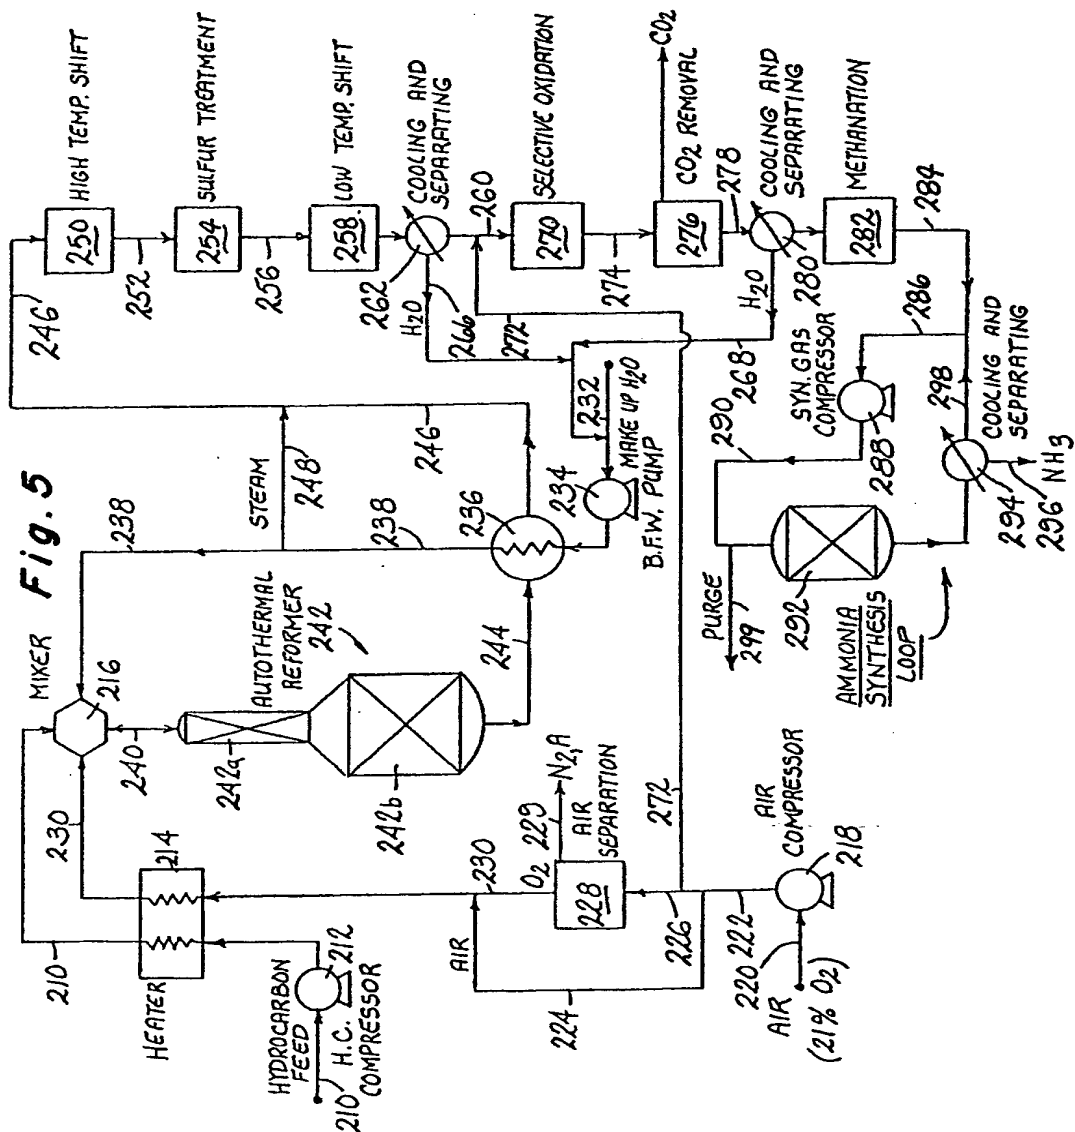 Fig. 5
HIGH TEMP. SHIFT
250
246
252
SULFUR TREATMENT
254
256
LOW TEMP. SHIFT
258
262
COOLING AND
SEPARATING
H2O
266
260
272
SELECTIVE OXIDATION
270
274
CO2
CO2 REMOVAL
276
278
COOLING AND
SEPARATING
H2O
280
268
METHANATION
282
284
238
STEAM
248
246
238
236
232
MAKE UP H2O
234
B.F.W. PUMP
MIXER
216
240
230
AUTOTHERMAL
REFORMER
242
242a
242b
244
286
SYN. GAS
COMPRESSOR
288
290
298
COOLING AND
SEPARATING
294
296
NH3
PURGE
299
292
AMMONIA
SYNTHESIS
LOOP
214
HEATER
210
212
HYDROCARBON
FEED
210
H.C.
COMPRESSOR
230
O2
229
N2,A
AIR
SEPARATION
228
AIR
224
226
272
222
AIR
COMPRESSOR
218
220
AIR
(21% O2)